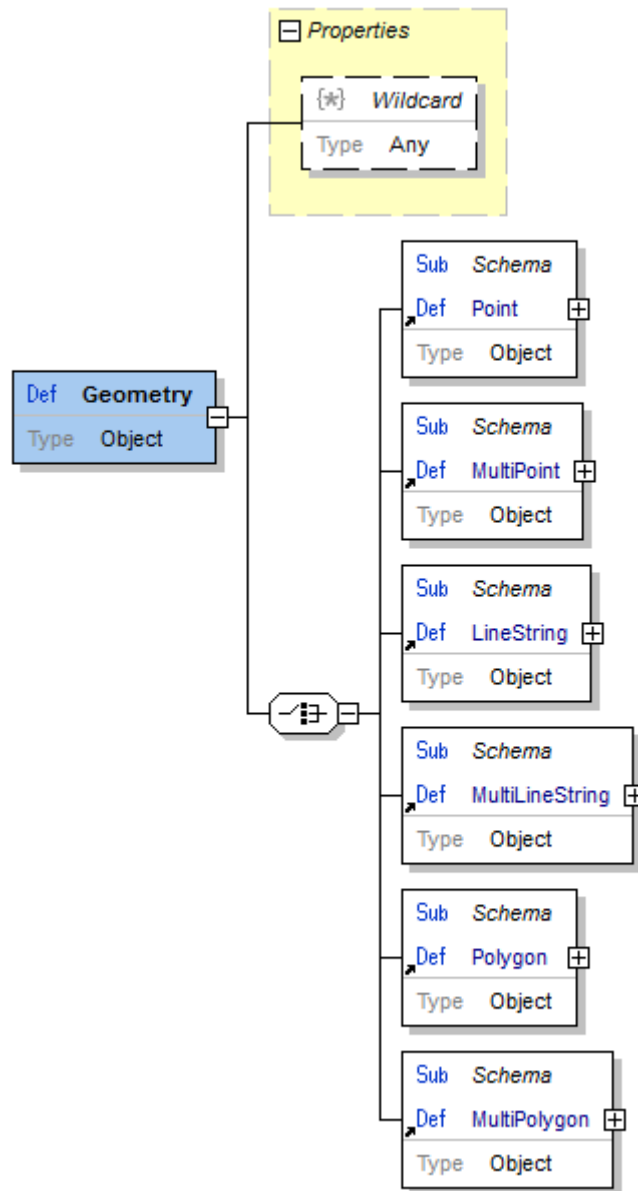 Properties
{*} Wildcard
Type Any
Sub Schema
Def Point
Type Object
Def Geometry
Type Object
Sub Schema
Def MultiPoint
Type Object
Sub Schema
Def LineString
Type Object
Sub Schema
Def MultiLineString
Type Object
Sub Schema
Def Polygon
Type Object
Sub Schema
Def MultiPolygon
Type Object